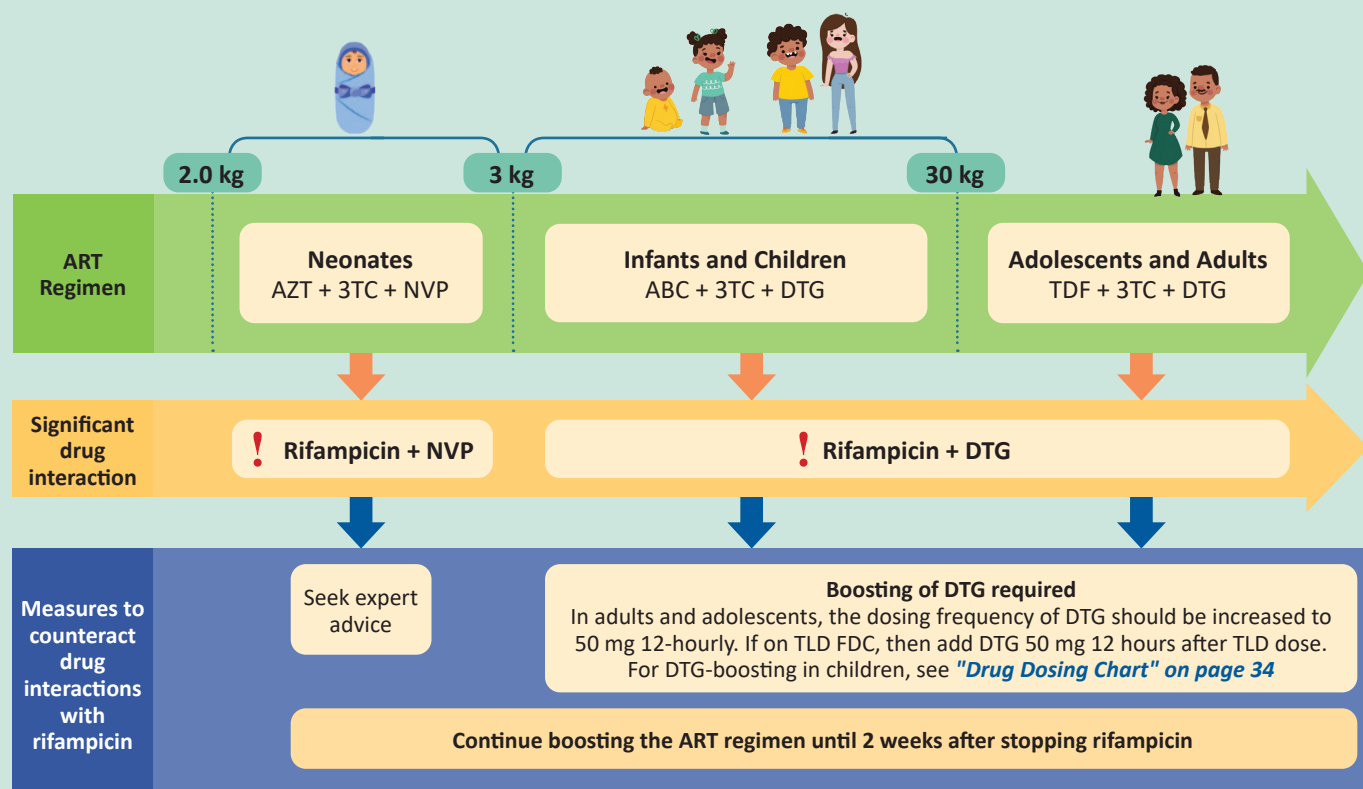 2.0 kg
3 kg
30 kg
ART
Regimen
Neonates
AZT + 3TC + NVP
Infants and Children
ABC + 3TC + DTG
Adolescents and Adults
TDF + 3TC + DTG
Significant
drug
interaction
! Rifampicin + NVP
! Rifampicin + DTG
Measures to
counteract
drug
interactions
with
rifampicin
Seek expert
advice
Boosting of DTG required
In adults and adolescents, the dosing frequency of DTG should be increased to
50 mg 12-hourly. If on TLD FDC, then add DTG 50 mg 12 hours after TLD dose.
For DTG-boosting in children, see "Drug Dosing Chart" on page 34
Continue boosting the ART regimen until 2 weeks after stopping rifampicin